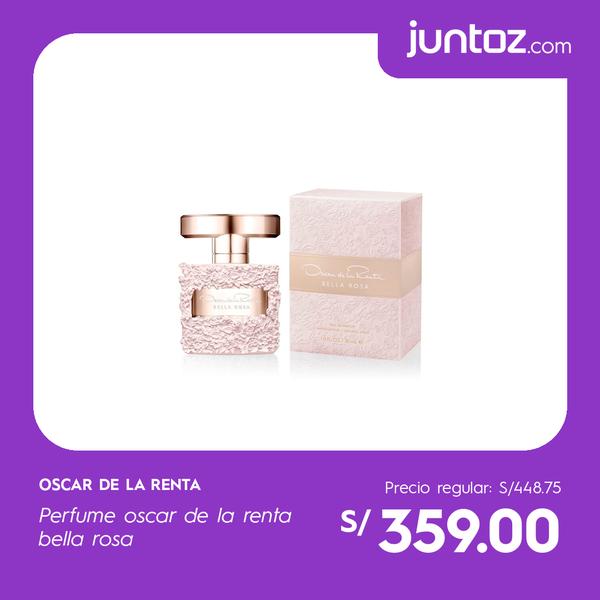 juntoz.com
Oscar de la Renta
BELLA ROSA
Oscar de la Renta
BELLA ROSA
OSCAR DE LA RENTA
Perfume oscar de la renta
bella rosa
Precio regular: S/448.75
S/ 359.00